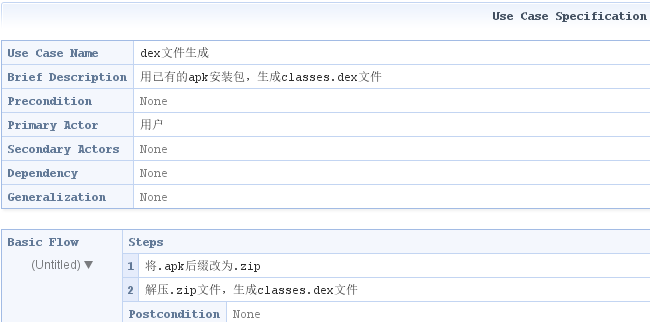 Use Case Specification
Use Case Name dex文件生成
Brief Description 用已有的apk安装包，生成classes.dex文件
Precondition None
Primary Actor 用户
Secondary Actors None
Dependency None
Generalization None
Basic Flow Steps
(Untitled) ▼
1 将.apk后缀改为.zip
2 解压.zip文件，生成classes.dex文件
Postcondition None